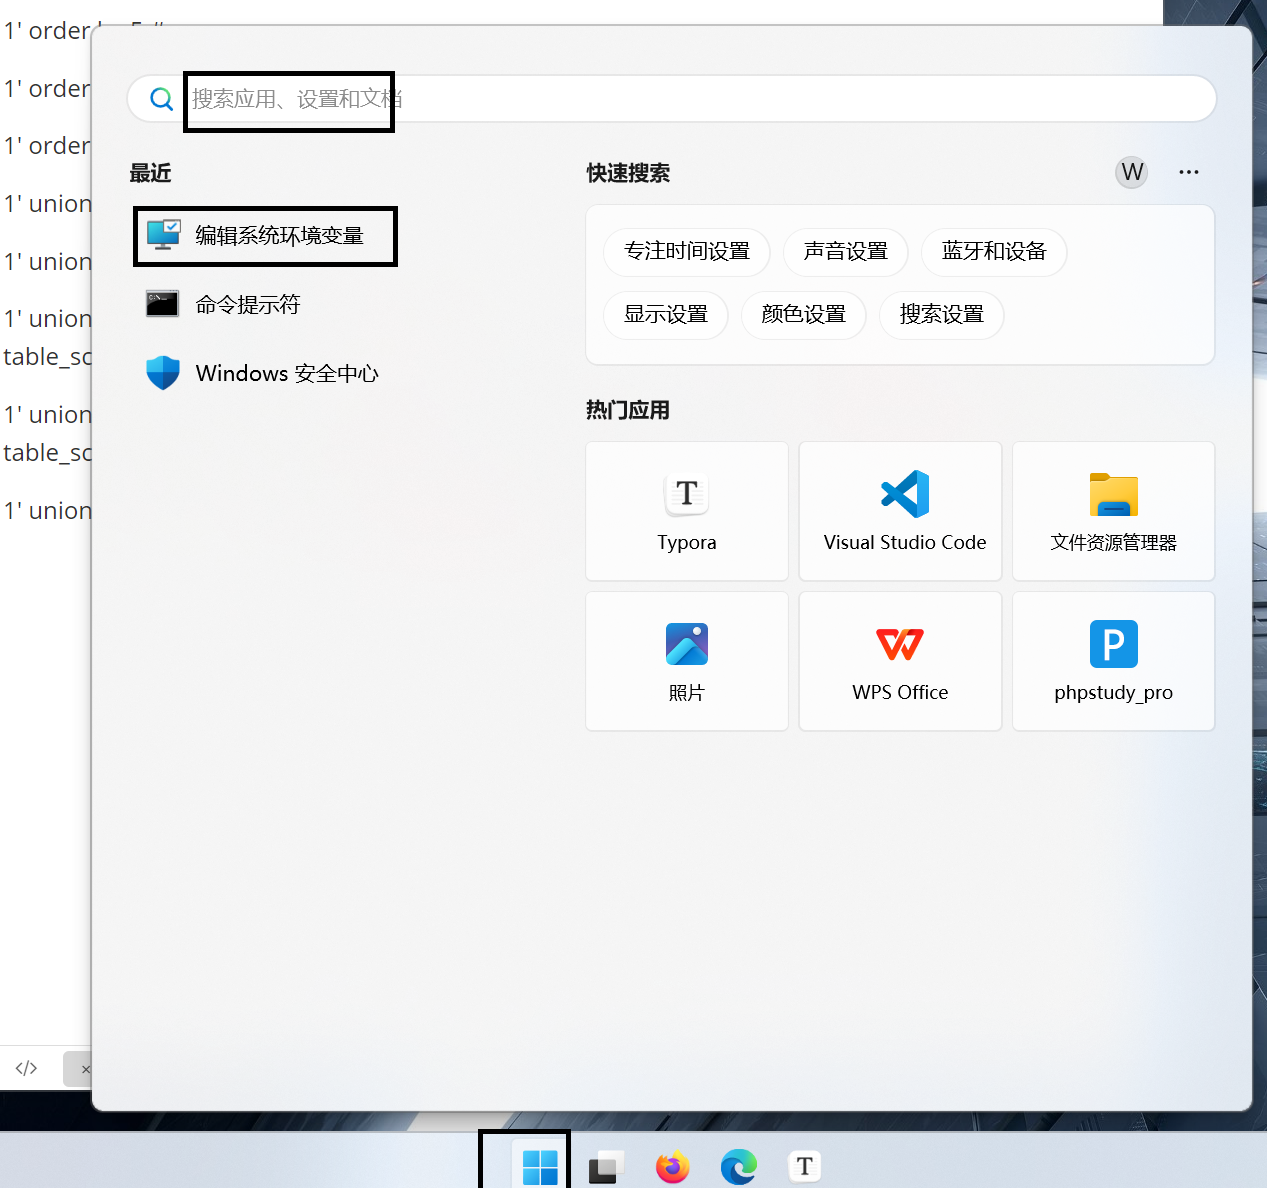 1' order by 5 #
搜索应用、设置和文档
1' order
1' order
最近
快速搜索
W
···
1' union
编辑系统环境变量
专注时间设置
声音设置
蓝牙和设备
1' union
命令提示符
显示设置
颜色设置
搜索设置
1' union
table_sc
Windows 安全中心
热门应用
1' union
table_sc
1' union
T
Typora
Visual Studio Code
文件资源管理器
照片
W
WPS Office
P
phpstudy_pro
</>
×
T